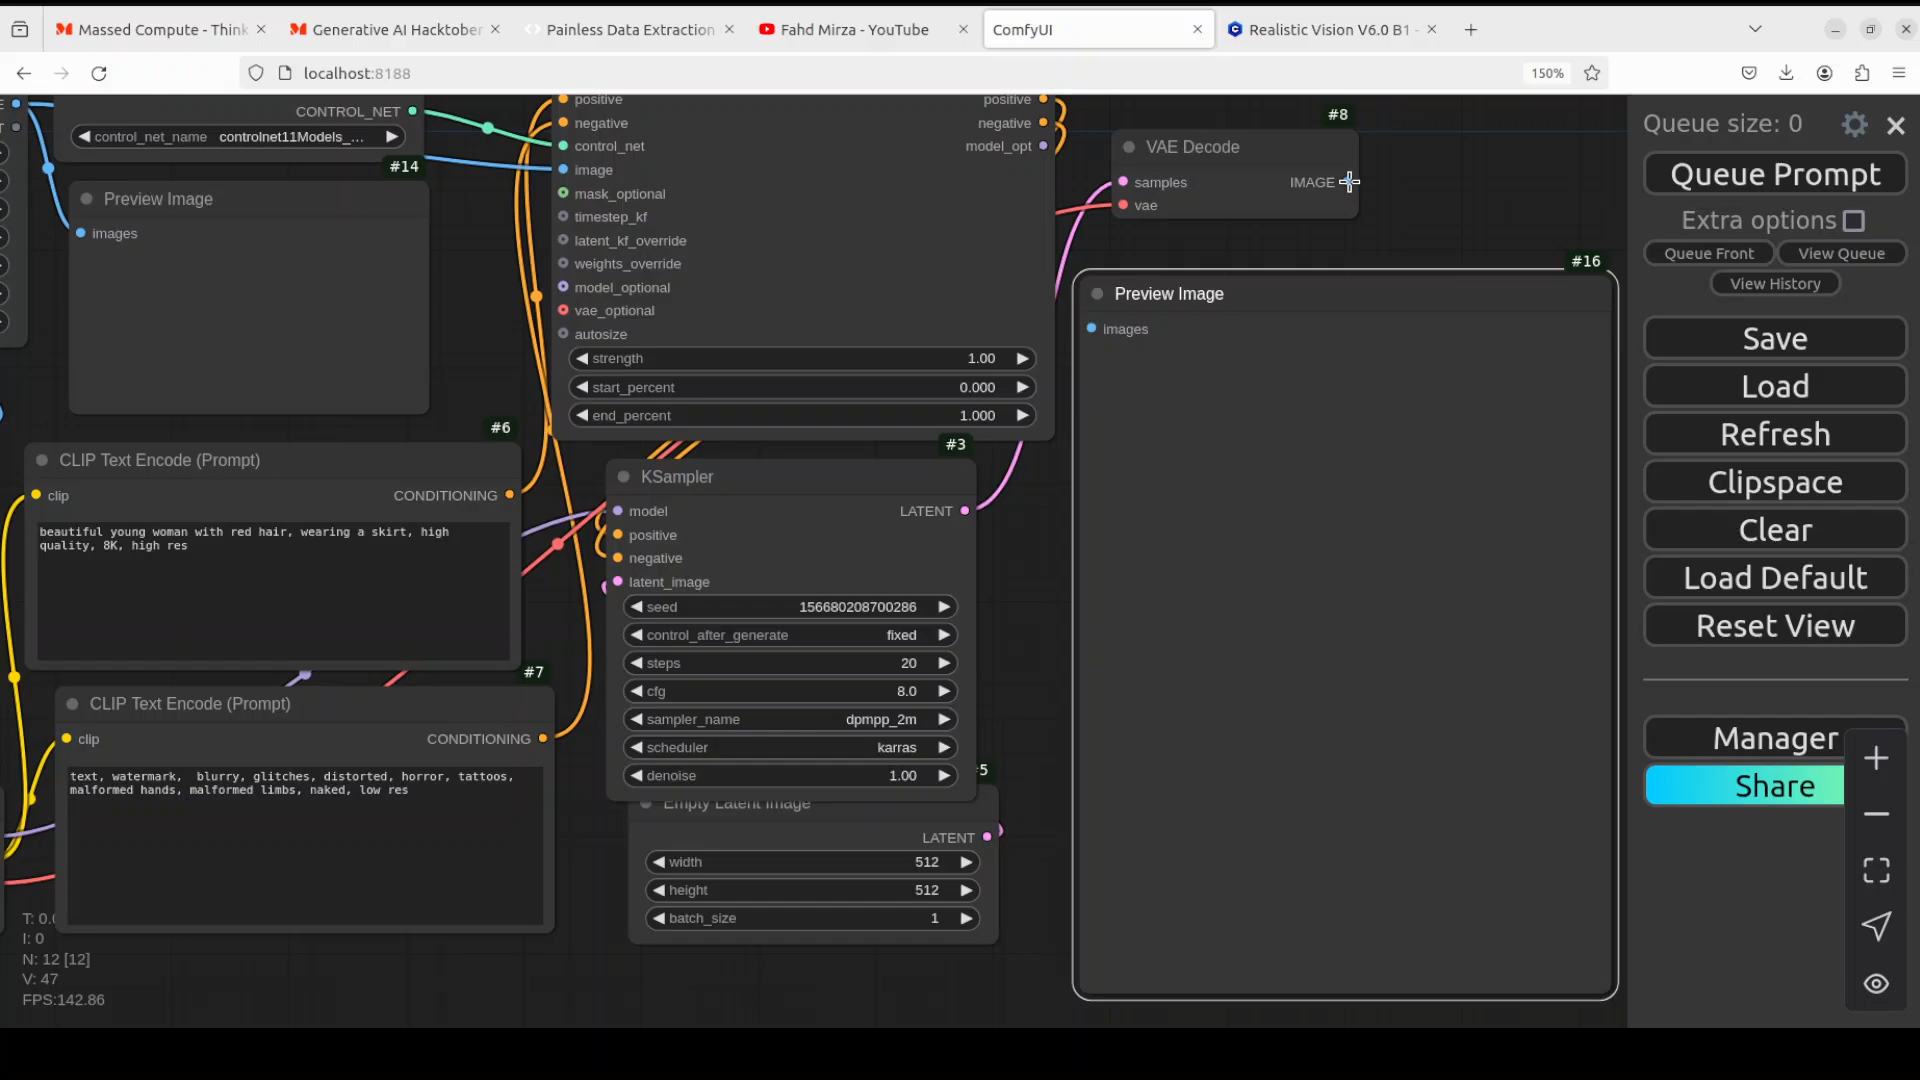 Massed Compute - Think
Generative AI Hacktober
Painless Data Extraction
Fahd Mirza - YouTube
ComfyUI
Realistic Vision V6.0 B1 -
localhost:8188
150%
CONTROL_NET
control_net_name controlnet11Models_...
#14
Preview Image
images
positive
negative
control_net
image
mask_optional
timestep_kf
latent_kf_override
weights_override
model_optional
vae_optional
autosize
positive
negative
model_opt
strength 1.00
start_percent 0.000
end_percent 1.000
#8
VAE Decode
samples
IMAGE
vae
#16
Preview Image
images
#6
CLIP Text Encode (Prompt)
clip
CONDITIONING
beautiful young woman with red hair, wearing a skirt, high
quality, 8K, high res
#7
CLIP Text Encode (Prompt)
clip
CONDITIONING
text, watermark,  blurry, glitches, distorted, horror, tattoos,
malformed hands, malformed limbs, naked, low res
#3
KSampler
model
LATENT
positive
negative
latent_image
seed 156680208700286
control_after_generate fixed
steps 20
cfg 8.0
sampler_name dpmpp_2m
scheduler karras
denoise 1.00
Empty Latent Image
LATENT
width 512
height 512
batch_size 1
I: 0
N: 12 [12]
V: 47
FPS:142.86
Queue size: 0
Queue Prompt
Extra options
Queue Front
View Queue
View History
Save
Load
Refresh
Clipspace
Clear
Load Default
Reset View
Manager
Share